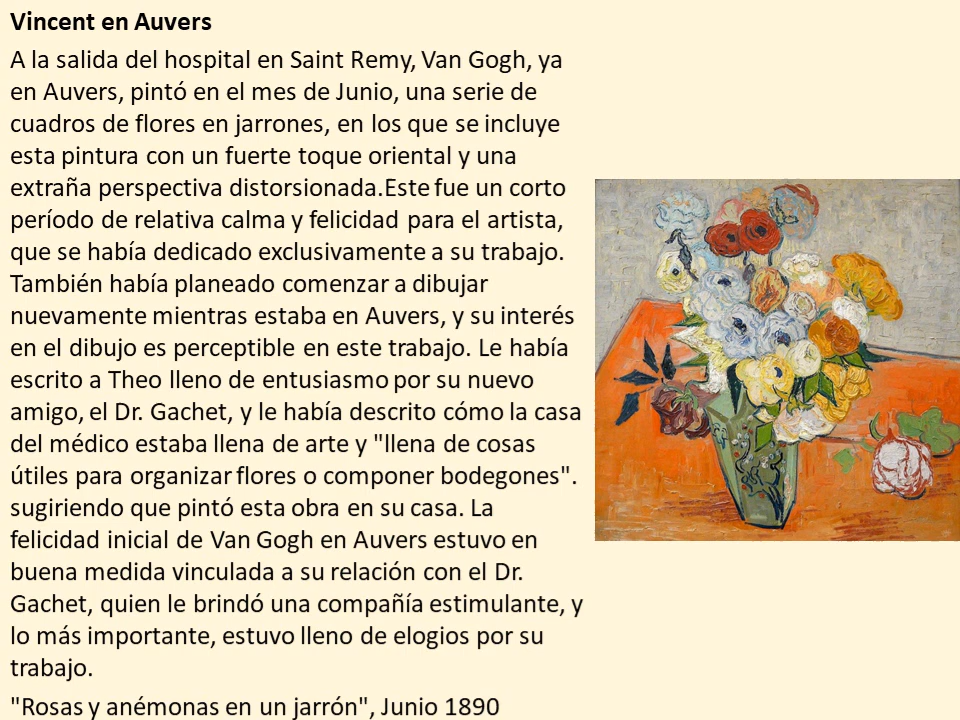 Vincent en Auvers
A la salida del hospital en Saint Remy, Van Gogh, ya
en Auvers, pintó en el mes de Junio, una serie de
cuadros de flores en jarrones, en los que se incluye
esta pintura con un fuerte toque oriental y una
extraña perspectiva distorsionada.Este fue un corto
período de relativa calma y felicidad para el artista,
que se había dedicado exclusivamente a su trabajo.
También había planeado comenzar a dibujar
nuevamente mientras estaba en Auvers, y su interés
en el dibujo es perceptible en este trabajo. Le había
escrito a Theo lleno de entusiasmo por su nuevo
amigo, el Dr. Gachet, y le había descrito cómo la casa
del médico estaba llena de arte y "llena de cosas
útiles para organizar flores o componer bodegones".
sugiriendo que pintó esta obra en su casa. La
felicidad inicial de Van Gogh en Auvers estuvo en
buena medida vinculada a su relación con el Dr.
Gachet, quien le brindó una compañía estimulante, y
lo más importante, estuvo lleno de elogios por su
trabajo.
"Rosas y anémonas en un jarrón", Junio 1890